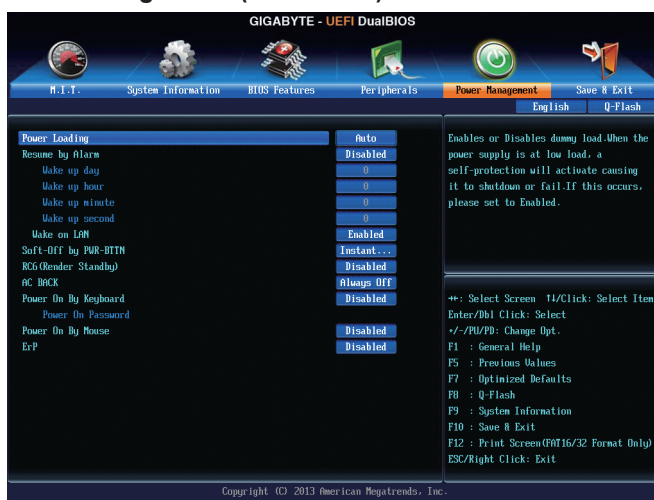 GIGABYTE - UEFI DualBIOS
M.I.T. System Information BIOS Features Peripherals Power Management Save & Exit
English Q-Flash
Power Loading Auto
Resume by Alarm Disabled
Wake up day 0
Wake up hour 0
Wake up minute 0
Wake up second 0
Wake on LAN Enabled
Soft-Off by PWR-BTTN Instant...
RC6(Render Standby) Disabled
AC BACK Always Off
Power On By Keyboard Disabled
Power On Password
Power On By Mouse Disabled
ErP Disabled
Enables or Disables dummy load.When the
power supply is at low load, a
self-protection will activate causing
it to shutdown or fail.If this occurs,
please set to Enabled.
↔: Select Screen ↑↓/Click: Select Item
Enter/Dbl Click: Select
+/-/PU/PD: Change Opt.
F1 : General Help
F5 : Previous Values
F7 : Optimized Defaults
F8 : Q-Flash
F9 : System Information
F10 : Save & Exit
F12 : Print Screen(FAT16/32 Format Only)
ESC/Right Click: Exit
Copyright (C) 2013 American Megatrends, Inc.